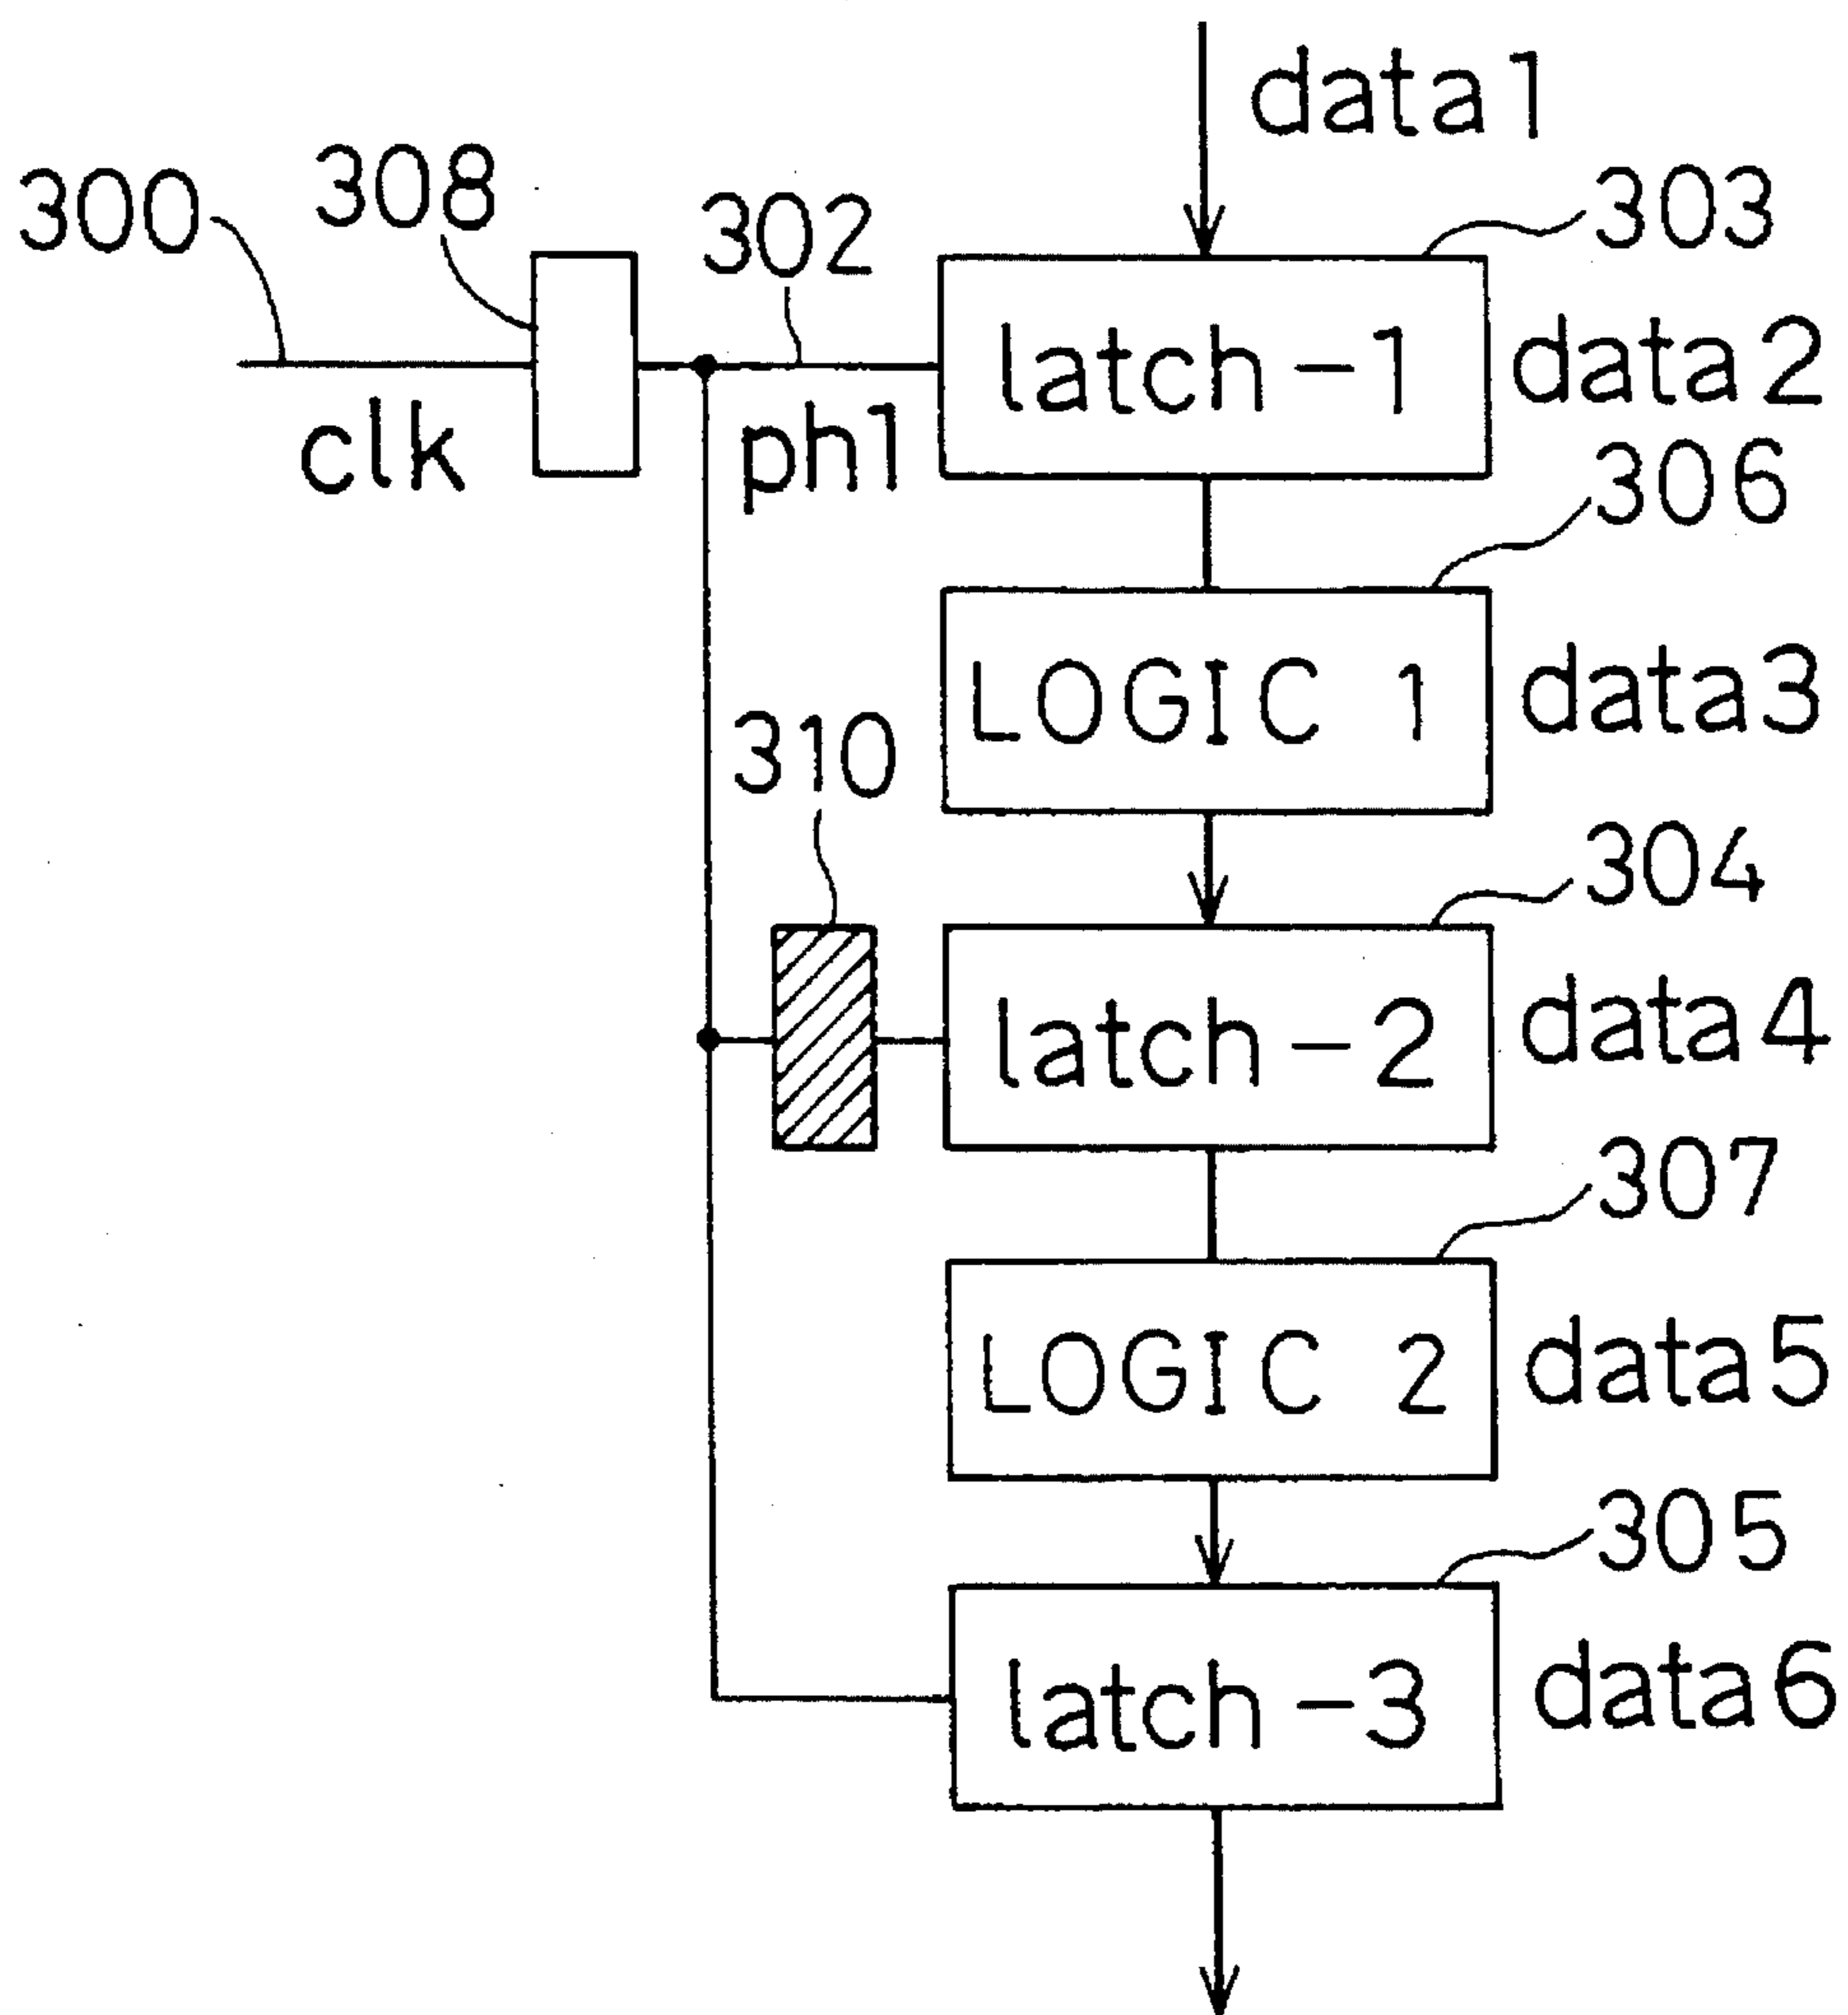 data1
300
308
302
303
clk
ph1
latch-1
data2
306
LOGIC 1
data3
310
304
latch-2
data4
307
LOGIC 2
data5
305
latch-3
data6